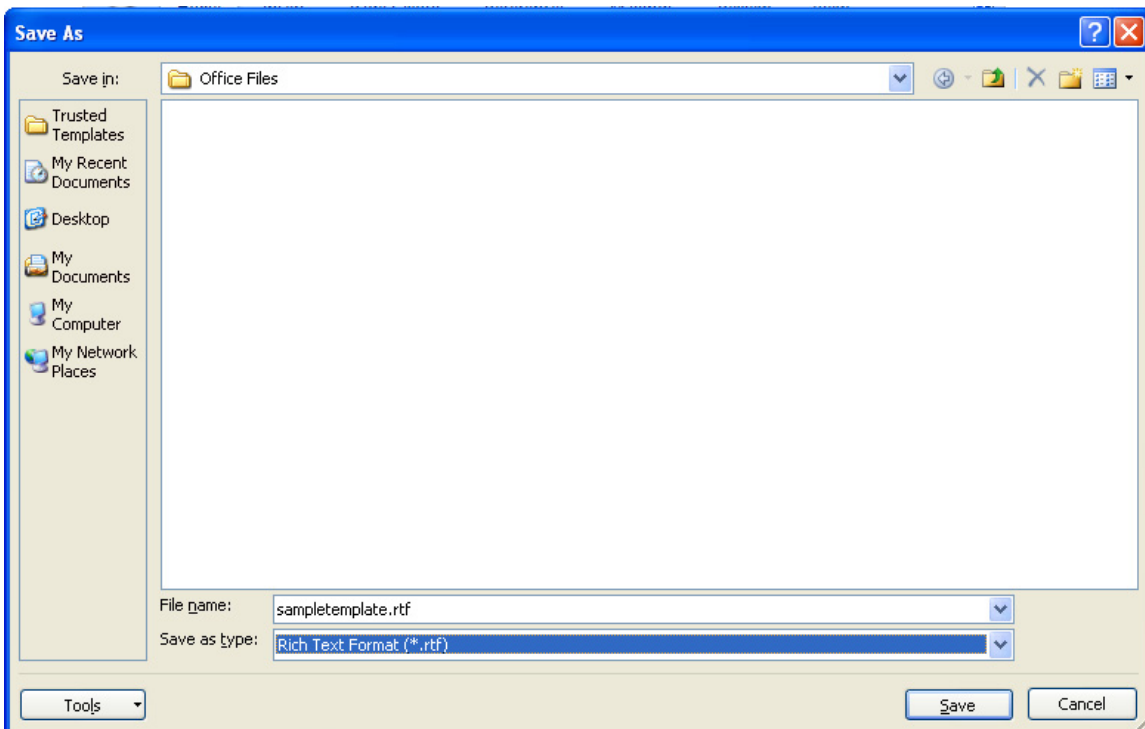 Save As
?
Save in:
Office Files
Trusted
Templates
My Recent
Documents
Desktop
My
Documents
My
Computer
My Network
Places
File name:
sampletemplate.rtf
Save as type:
Rich Text Format (*.rtf)
Tools
Save
Cancel